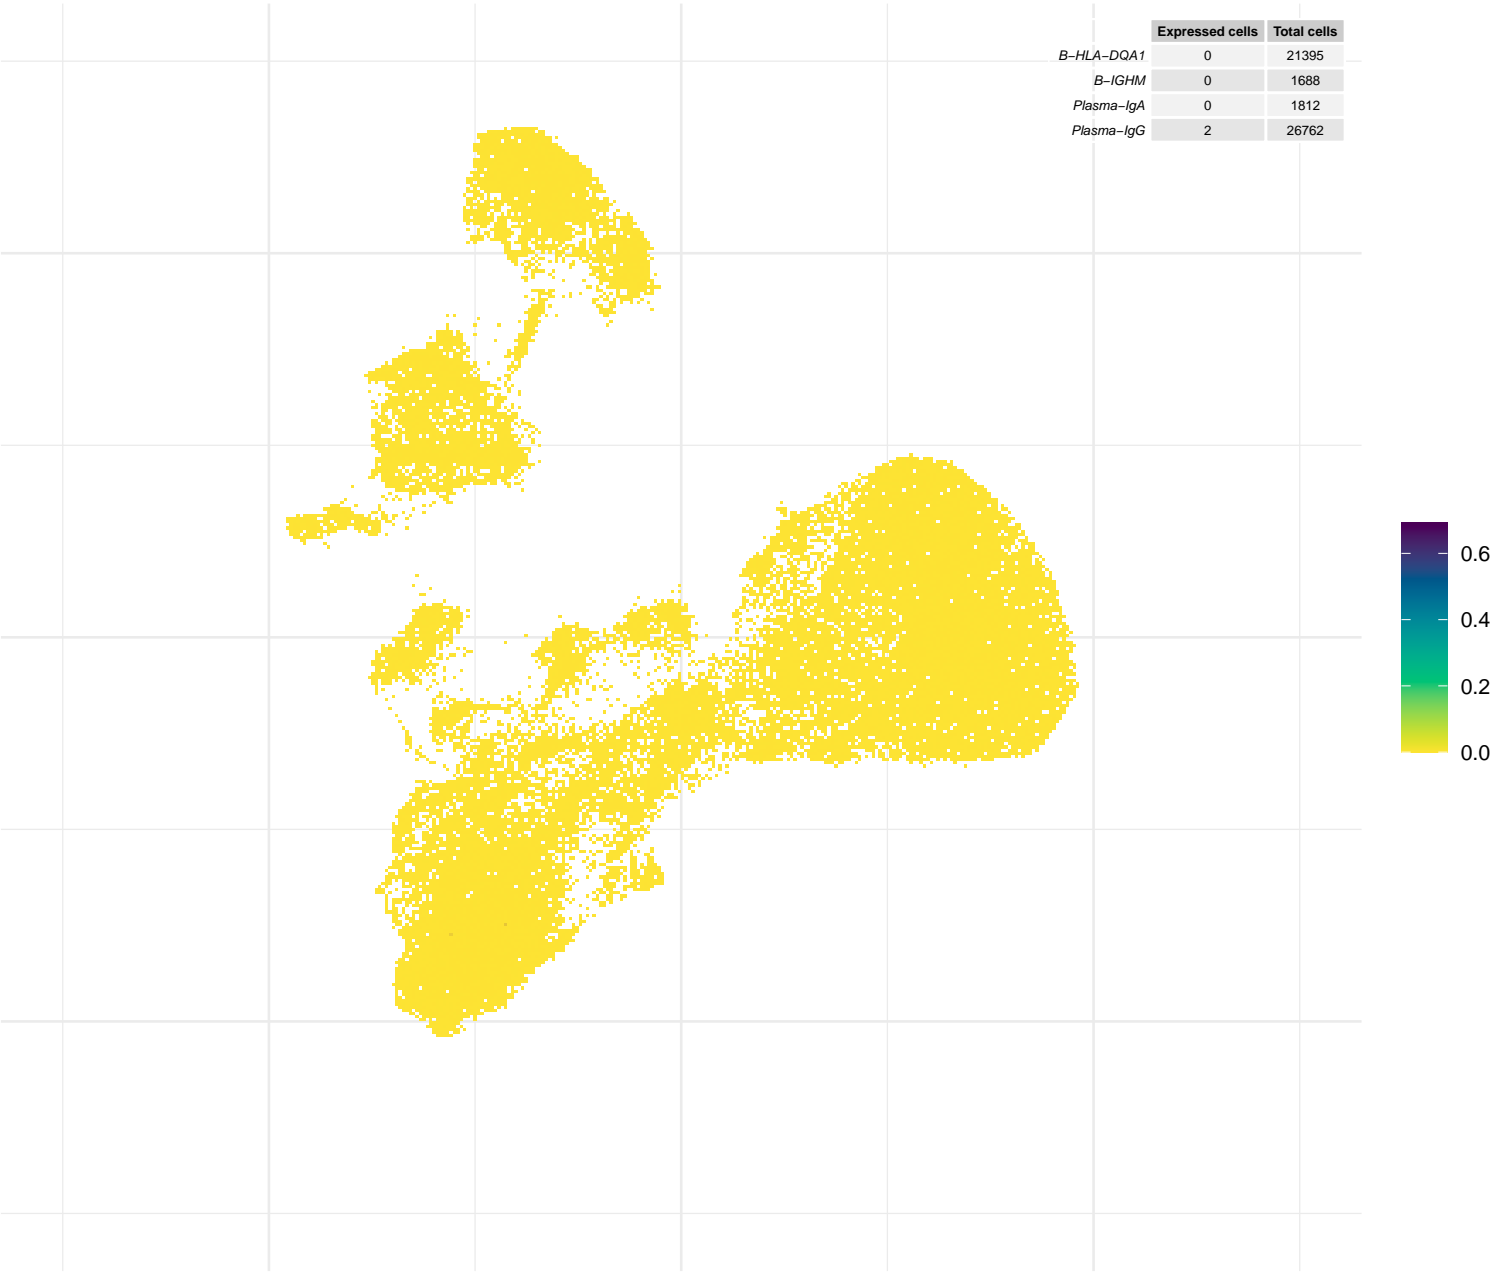 Expressed cells Total cells
B-HLA-DQA1 0 21395
B-IGHM 0 1688
Plasma-IgA 0 1812
Plasma-IgG 2 26762
0.6
0.4
0.2
0.0